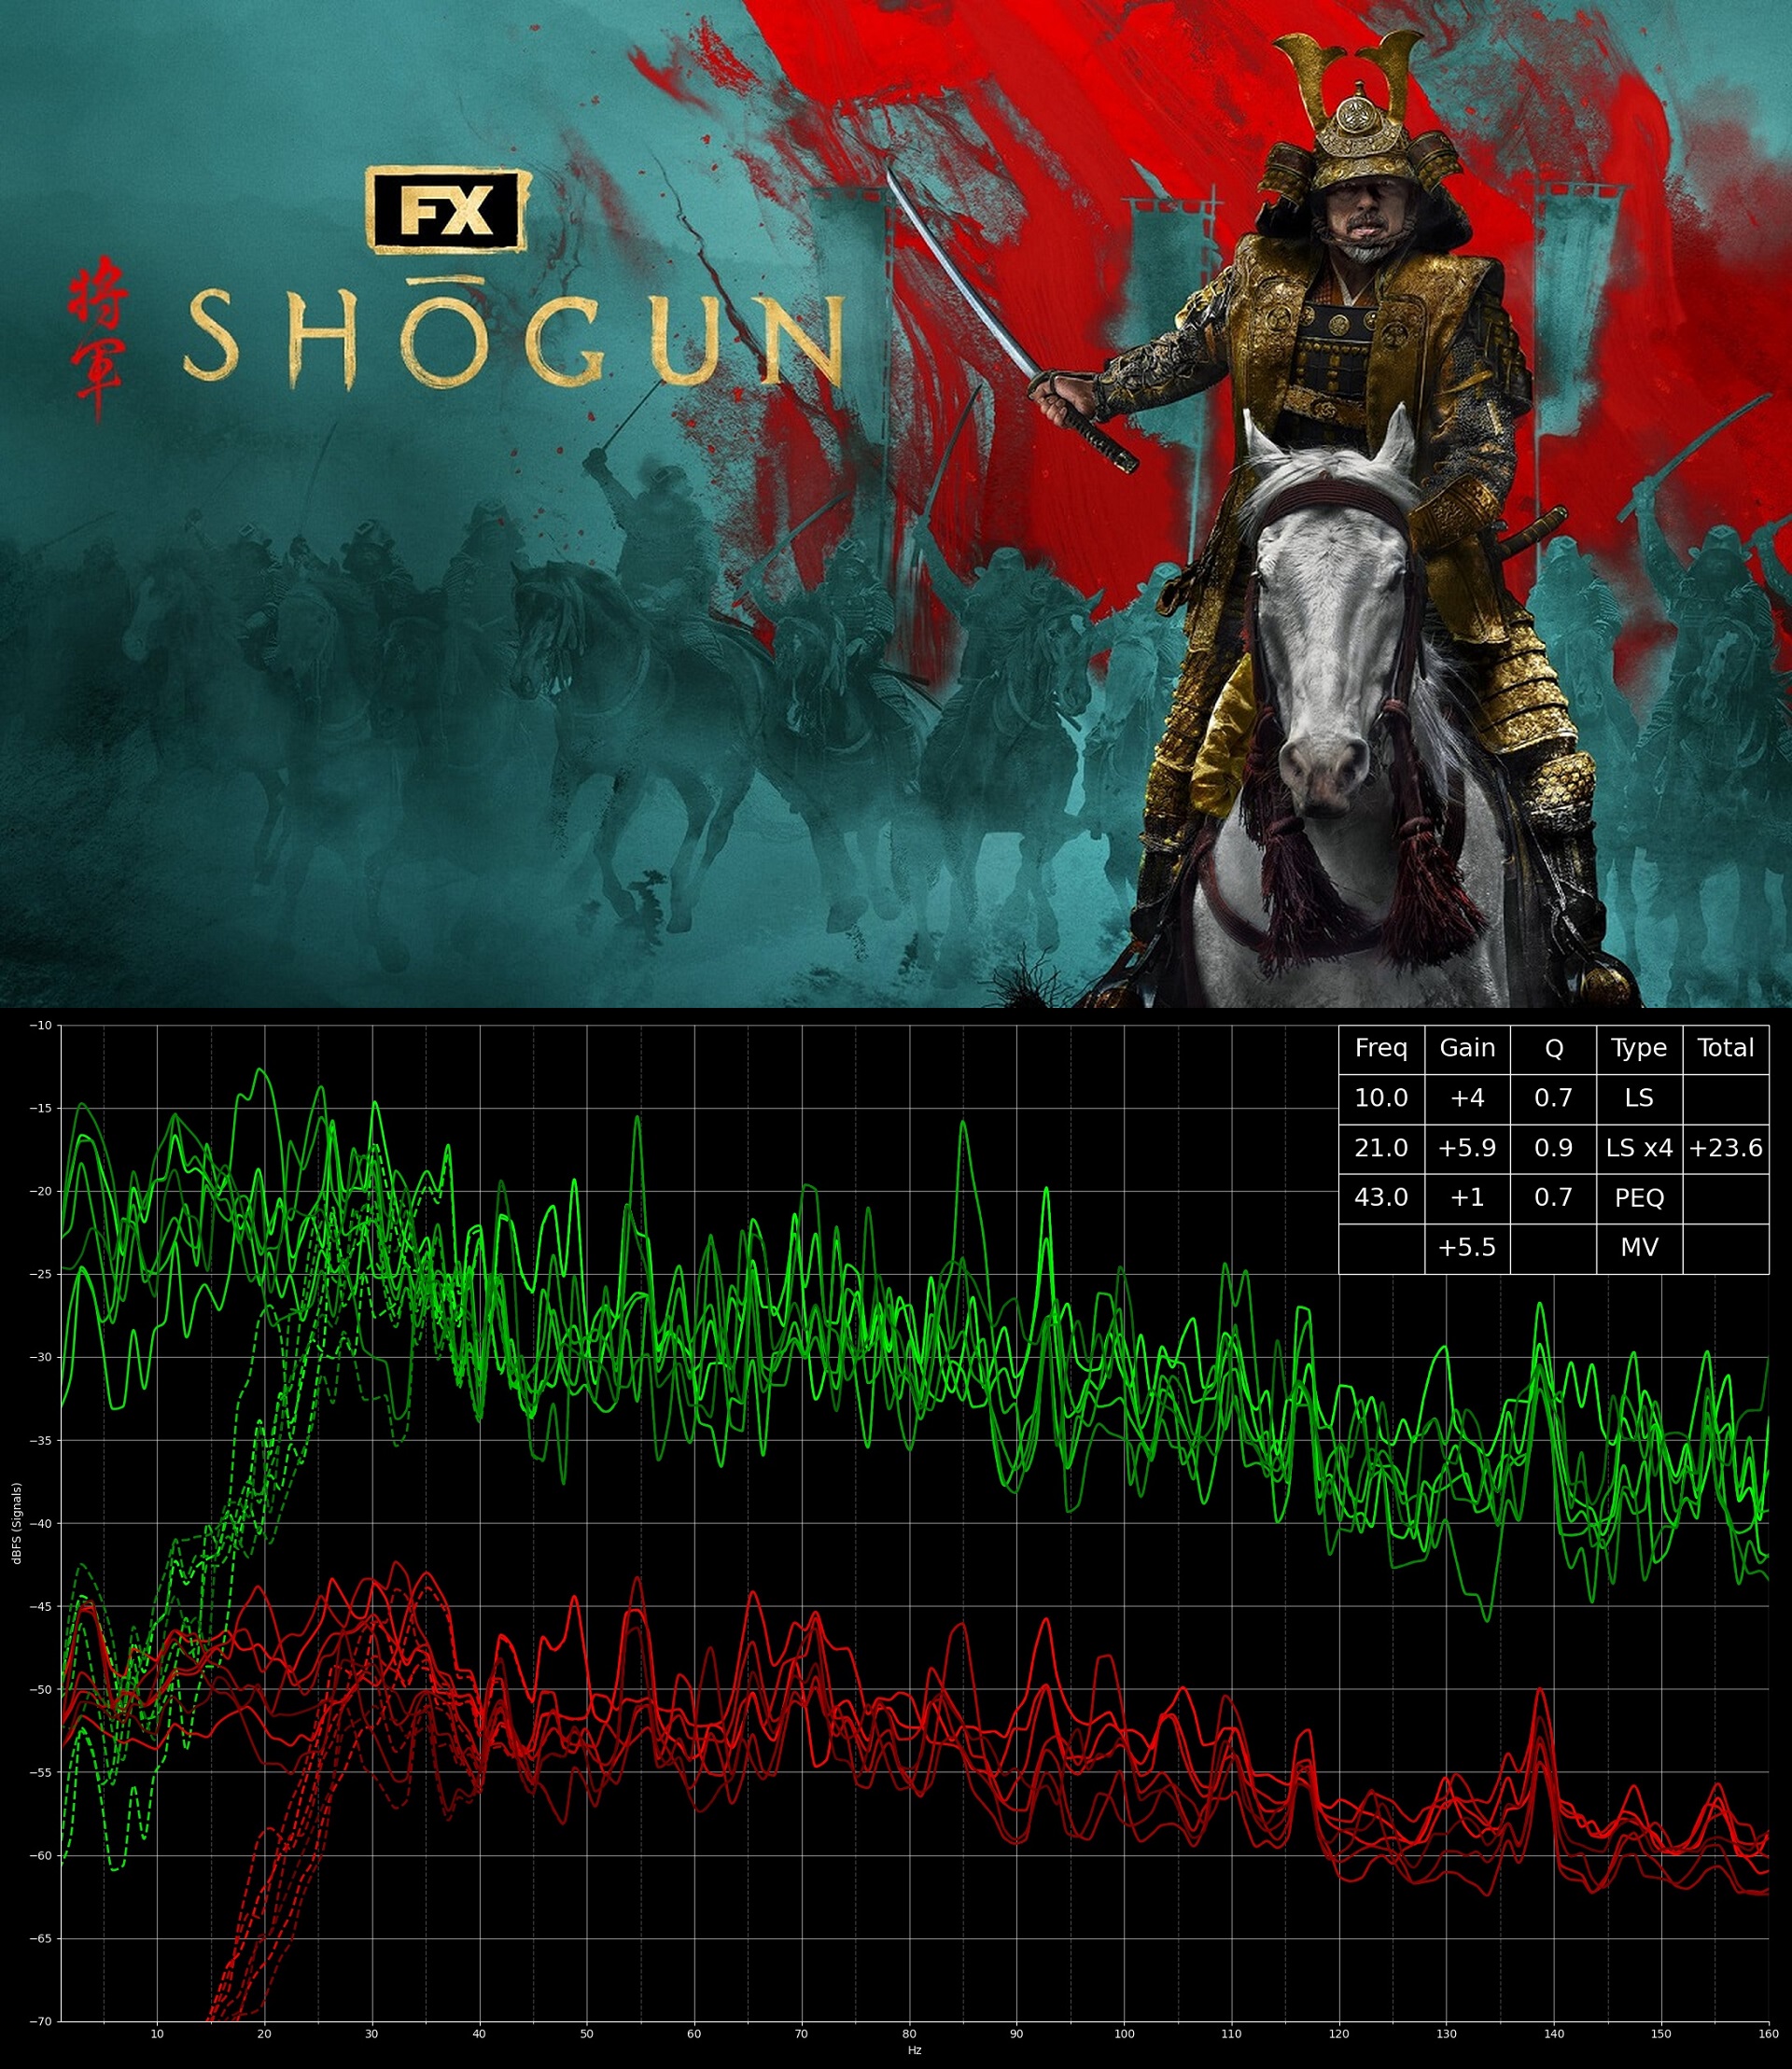 FX
将軍
SHŌGUN
-10
-15
-20
-25
-30
-35
-40
-45
-50
-55
-60
-65
-70
dBFS (Signals)
Freq Gain Q Type Total
10.0 +4 0.7 LS
21.0 +5.9 0.9 LS x4 +23.6
43.0 +1 0.7 PEQ
+5.5 MV
10 20 30 40 50 60 70 80 90 100 110 120 130 140 150 160
Hz